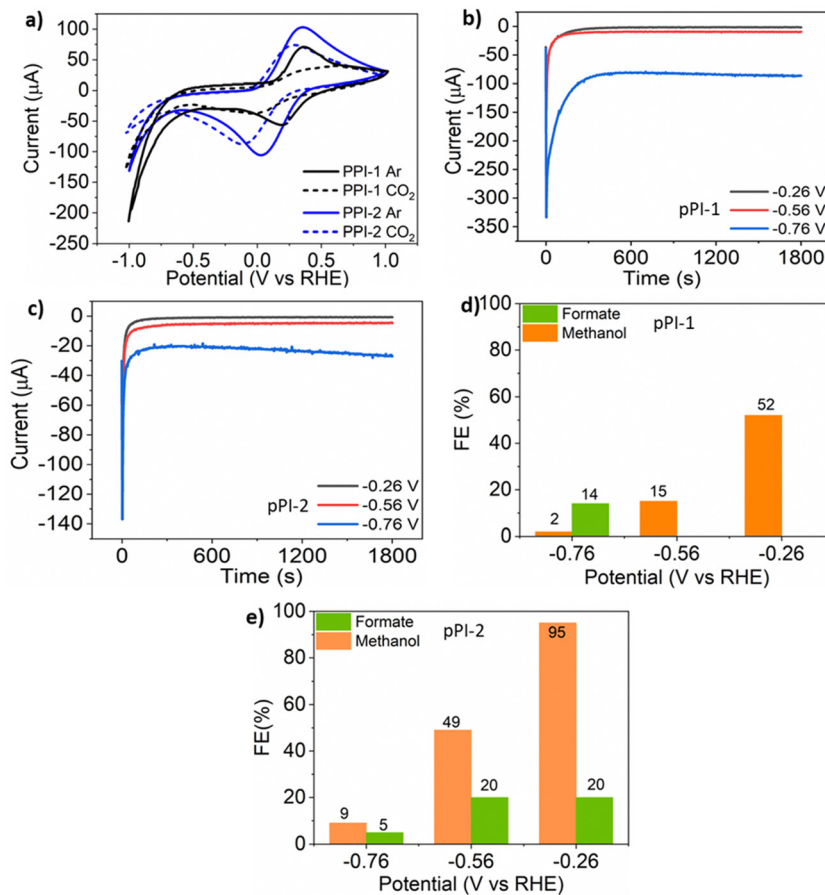 a)
100
50
0
-50
-100
-150
-200
-250
Current (μA)
PPI-1 Ar
PPI-1 CO2
PPI-2 Ar
PPI-2 CO2
-1.0 -0.5 0.0 0.5 1.0
Potential (V vs RHE)
b)
0
-50
-100
-150
-200
-250
-300
-350
Current (μA)
pPI-1
-0.26 V
-0.56 V
-0.76 V
0 600 1200 1800
Time (s)
c)
0
-20
-40
-60
-80
-100
-120
-140
Current (μA)
pPI-2
-0.26 V
-0.56 V
-0.76 V
0 600 1200 1800
Time (s)
d)
100
80
60
40
20
0
FE (%)
Formate
Methanol
pPI-1
2 14 15 52
-0.76 -0.56 -0.26
Potential (V vs RHE)
e)
100
80
60
40
20
0
FE(%)
Formate
Methanol
pPI-2
9 5 49 20 95 20
-0.76 -0.56 -0.26
Potential (V vs RHE)